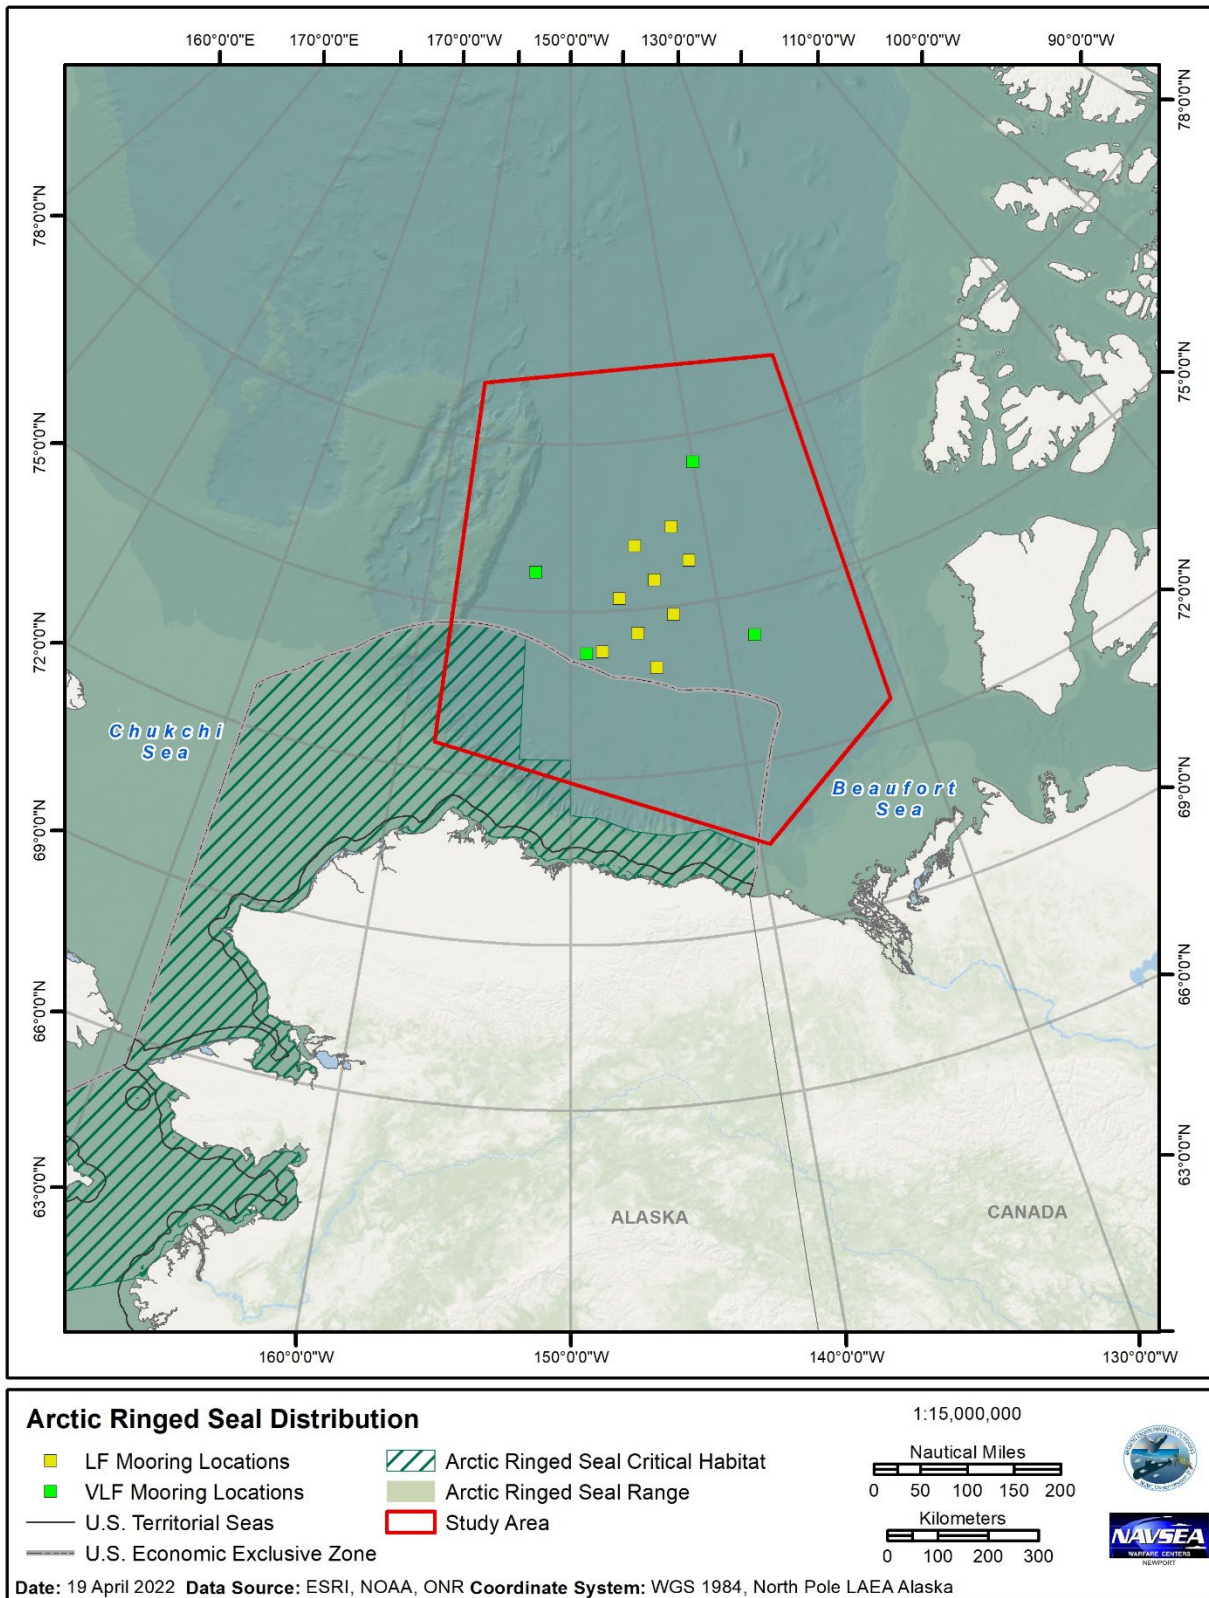 160°0'0"E 170°0'0"E 170°0'0"W 150°0'0"W 130°0'0"W 110°0'0"W 100°0'0"W 90°0'0"W
78°0'0"N
75°0'0"N
72°0'0"N
69°0'0"N
66°0'0"N
63°0'0"N
78°0'0"N
75°0'0"N
72°0'0"N
69°0'0"N
66°0'0"N
63°0'0"N
Chukchi
Sea
Beaufort
Sea
ALASKA
CANADA
160°0'0"W 150°0'0"W 140°0'0"W 130°0'0"W
Arctic Ringed Seal Distribution
LF Mooring Locations
VLF Mooring Locations
U.S. Territorial Seas
U.S. Economic Exclusive Zone
Arctic Ringed Seal Critical Habitat
Arctic Ringed Seal Range
Study Area
1:15,000,000
Nautical Miles
0 50 100 150 200
Kilometers
0 100 200 300
NAVSEA
WARFARE CENTERS
NEWPORT
Date: 19 April 2022 Data Source: ESRI, NOAA, ONR Coordinate System: WGS 1984, North Pole LAEA Alaska